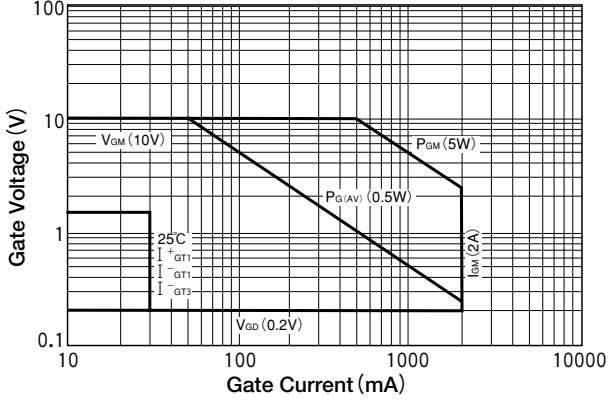 100
10
1
0.1
Gate Voltage (V)
VGM (10V)
PGM (5W)
PG(AV) (0.5W)
25℃
I⁺GT1
I⁻GT1
I⁻GT3
IGM (2A)
VGD (0.2V)
10
100
1000
10000
Gate Current (mA)